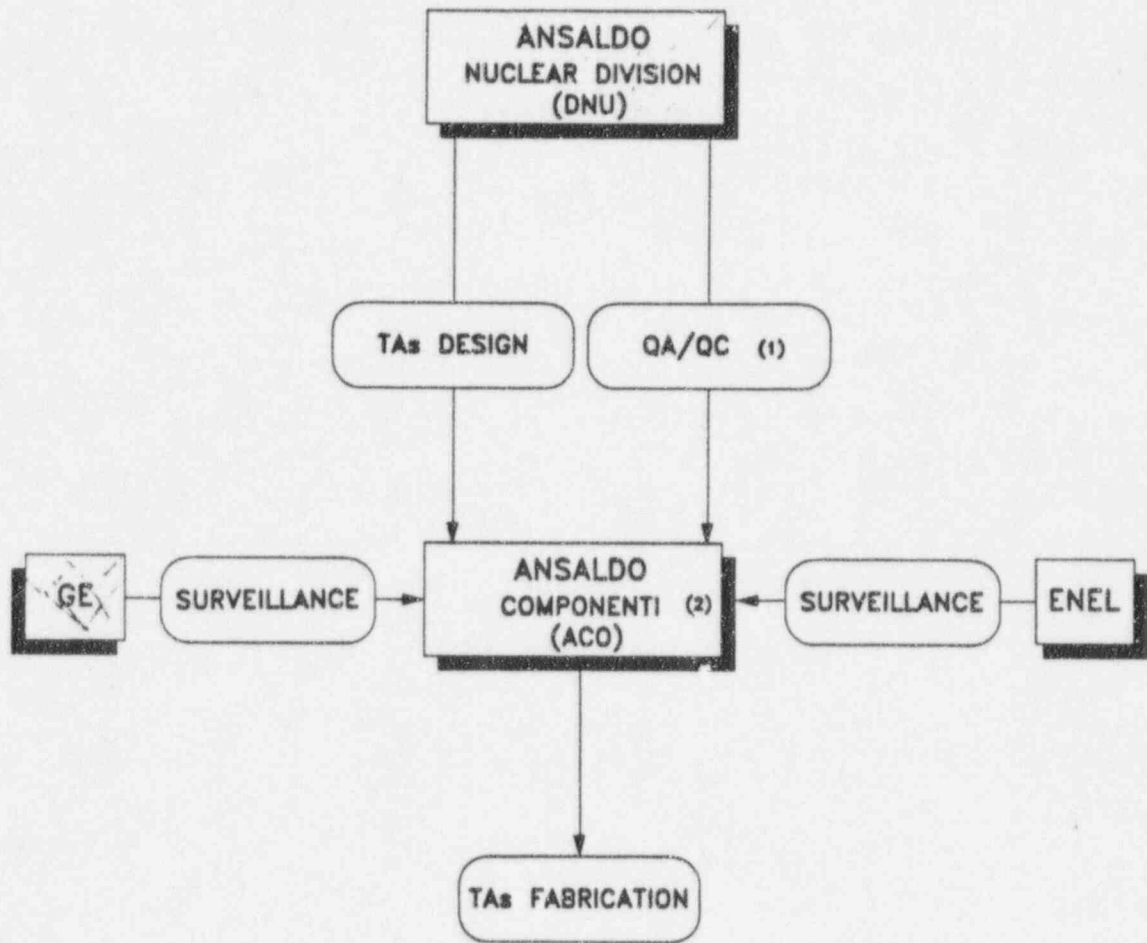 ANSALDO
NUCLEAR DIVISION
(DNU)
TAs DESIGN
QA/QC (1)
GE
SURVEILLANCE
ANSALDO
COMPONENTI (2)
(ACO)
SURVEILLANCE
ENEL
TAs FABRICATION